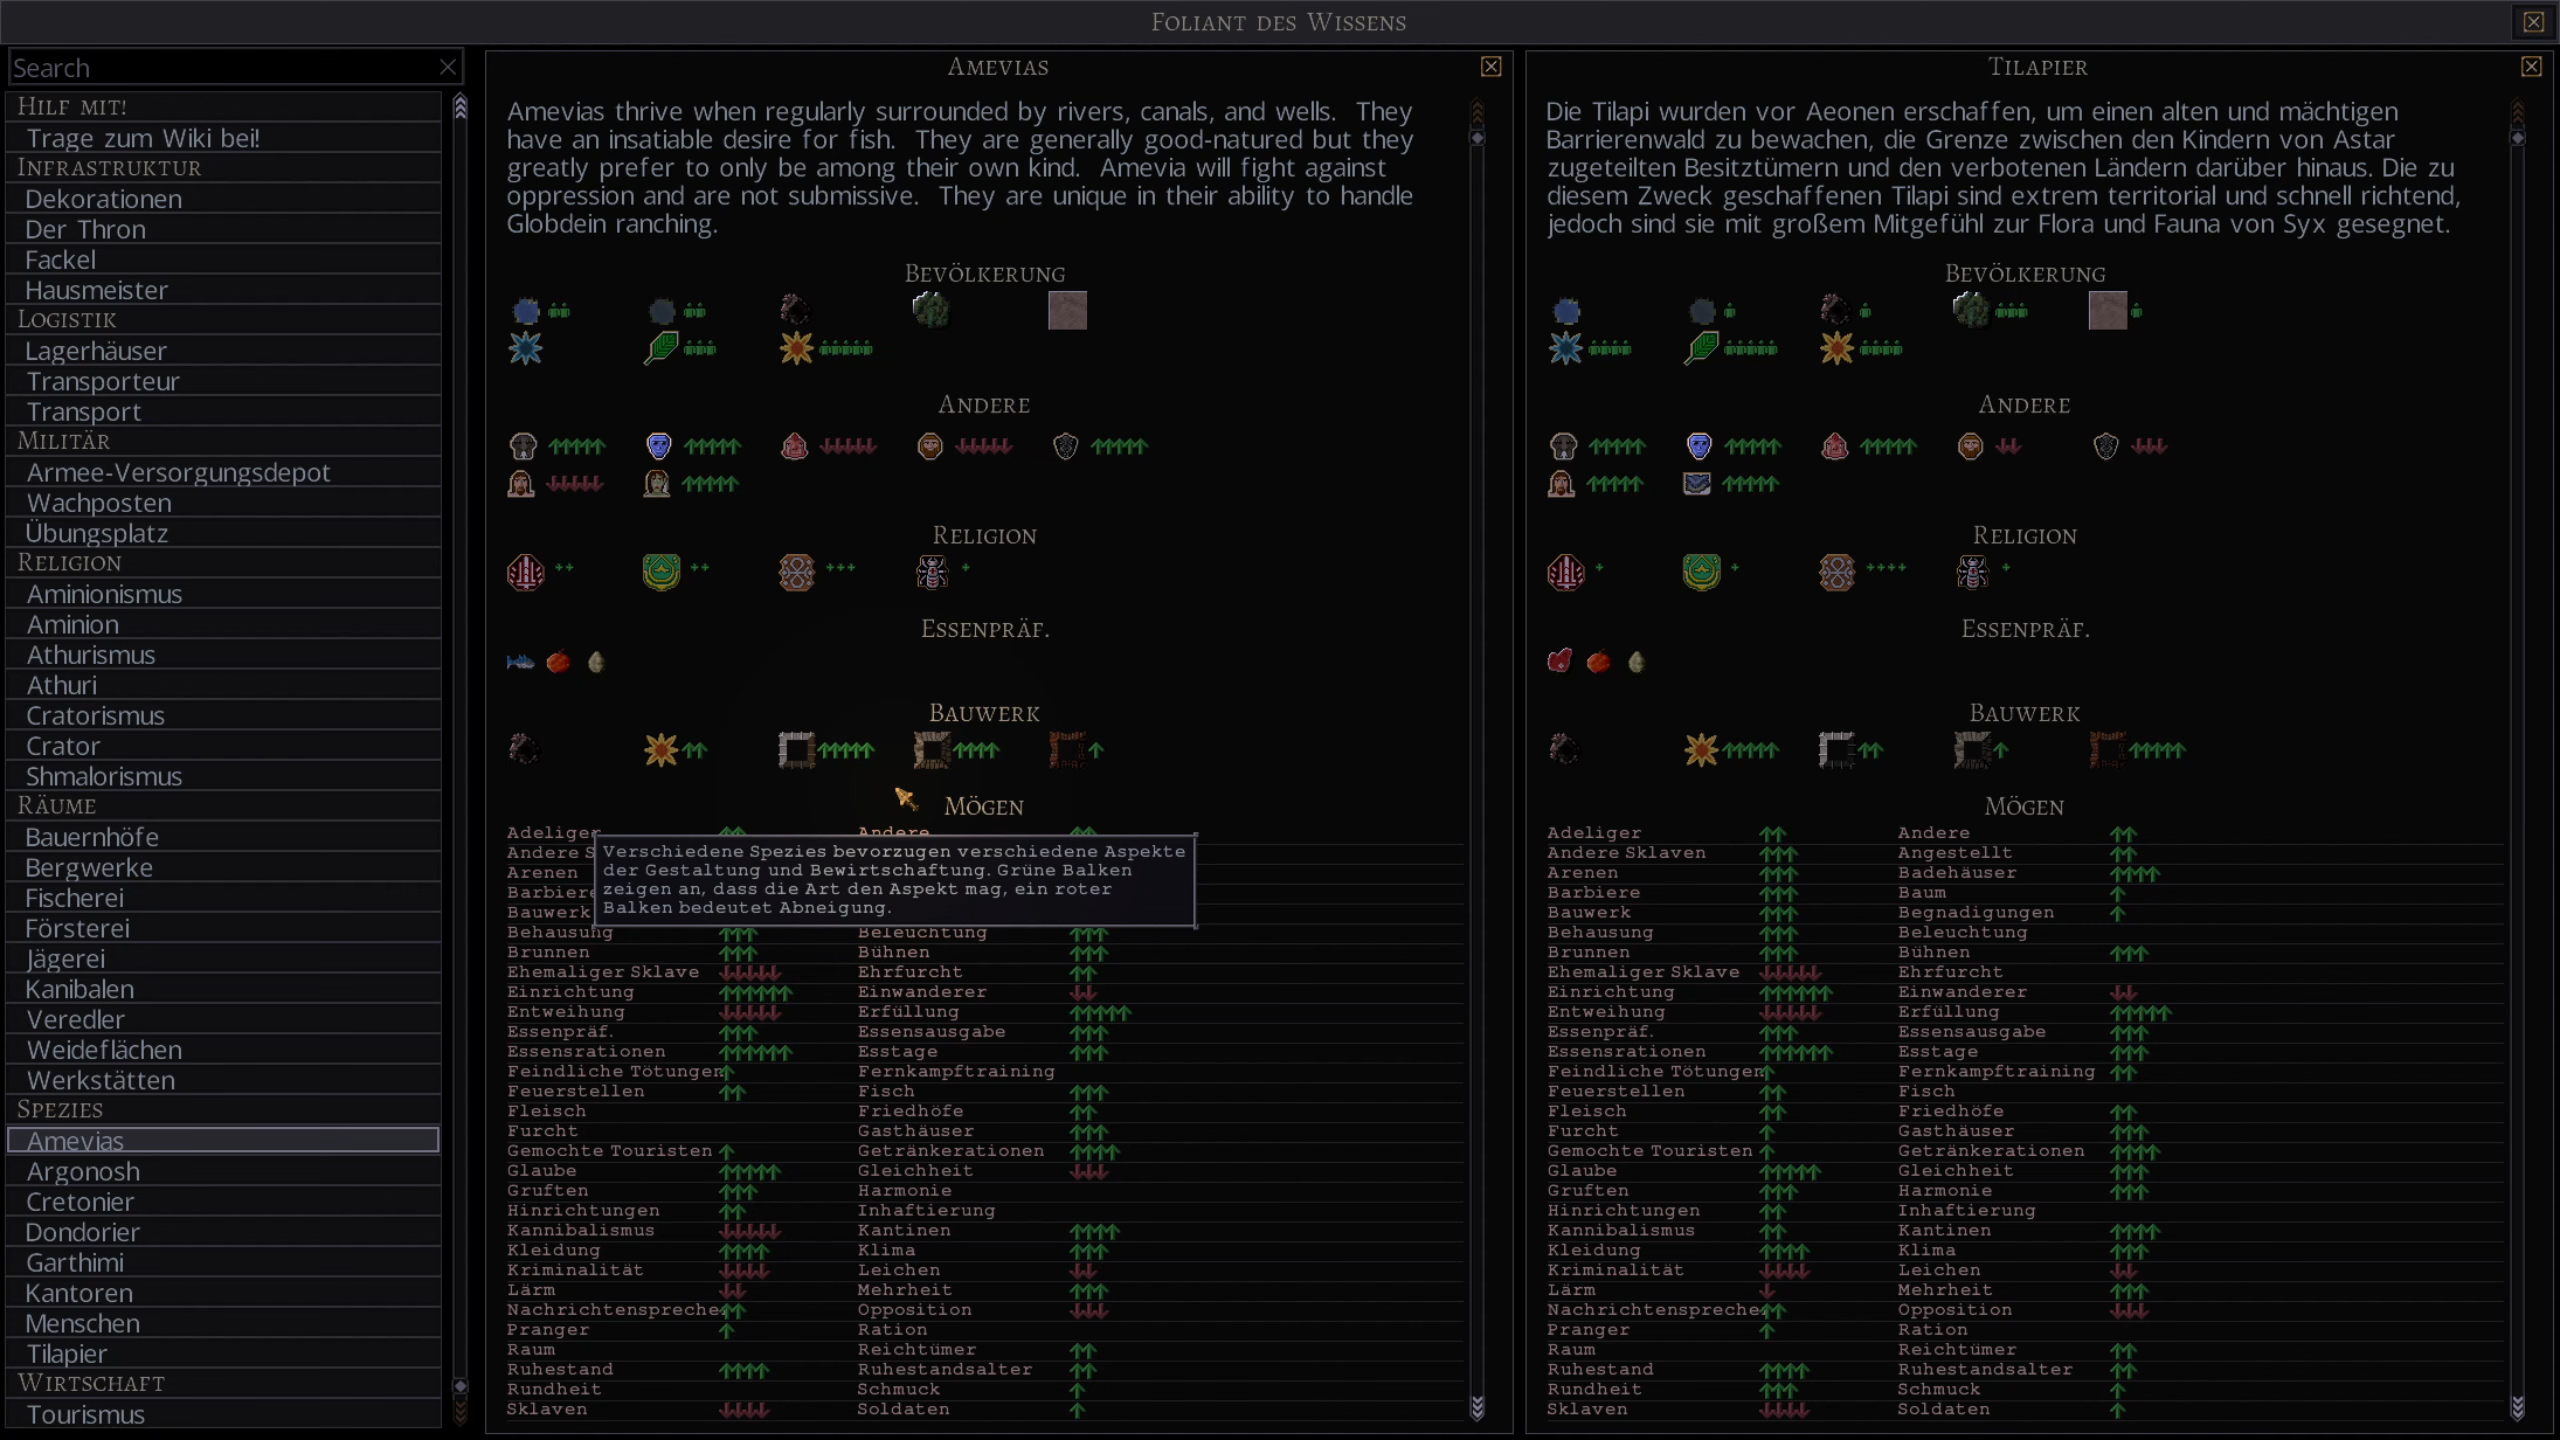 Foliant des Wissens
Search
Hilf mit!
Trage zum Wiki bei!
Infrastruktur
Dekorationen
Der Thron
Fackel
Hausmeister
Logistik
Lagerhäuser
Transporteur
Transport
Militär
Armee-Versorgungsdepot
Wachposten
Übungsplatz
Religion
Aminionismus
Aminion
Athurismus
Athuri
Cratorismus
Crator
Shmalorismus
Räume
Bauernhöfe
Bergwerke
Fischerei
Försterei
Jägerei
Kanibalen
Veredler
Weideflächen
Werkstätten
Spezies
Amevias
Argonosh
Cretonier
Dondorier
Garthimi
Kantoren
Menschen
Tilapier
Wirtschaft
Tourismus
Amevias
Amevias thrive when regularly surrounded by rivers, canals, and wells. They
have an insatiable desire for fish. They are generally good-natured but they
greatly prefer to only be among their own kind. Amevia will fight against
oppression and are not submissive. They are unique in their ability to handle
Globdein ranching.
Bevölkerung
Andere
Religion
++ ++ +++ +
Essenpräf.
Bauwerk
Mögen
Adeliger Andere
Andere S
Arenen
Barbiere
Bauwerk
Verschiedene Spezies bevorzugen verschiedene Aspekte
der Gestaltung und Bewirtschaftung. Grüne Balken
zeigen an, dass die Art den Aspekt mag, ein roter
Balken bedeutet Abneigung.
Behausung Beleuchtung
Brunnen Bühnen
Ehemaliger Sklave Ehrfurcht
Einrichtung Einwanderer
Entweihung Erfüllung
Essenpräf. Essensausgabe
Essensrationen Esstage
Feindliche Tötungen Fernkampftraining
Feuerstellen Fisch
Fleisch Friedhöfe
Furcht Gasthäuser
Gemochte Touristen Getränkerationen
Glaube Gleichheit
Gruften Harmonie
Hinrichtungen Inhaftierung
Kannibalismus Kantinen
Kleidung Klima
Kriminalität Leichen
Lärm Mehrheit
Nachrichtenspreche Opposition
Pranger Ration
Raum Reichtümer
Ruhestand Ruhestandsalter
Rundheit Schmuck
Sklaven Soldaten
Tilapier
Die Tilapi wurden vor Aeonen erschaffen, um einen alten und mächtigen
Barrierenwald zu bewachen, die Grenze zwischen den Kindern von Astar
zugeteilten Besitztümern und den verbotenen Ländern darüber hinaus. Die zu
diesem Zweck geschaffenen Tilapi sind extrem territorial und schnell richtend,
jedoch sind sie mit großem Mitgefühl zur Flora und Fauna von Syx gesegnet.
Bevölkerung
Andere
Religion
+ + ++++ +
Essenpräf.
Bauwerk
Mögen
Adeliger Andere
Andere Sklaven Angestellt
Arenen Badehäuser
Barbiere Baum
Bauwerk Begnadigungen
Behausung Beleuchtung
Brunnen Bühnen
Ehemaliger Sklave Ehrfurcht
Einrichtung Einwanderer
Entweihung Erfüllung
Essenpräf. Essensausgabe
Essensrationen Esstage
Feindliche Tötungen Fernkampftraining
Feuerstellen Fisch
Fleisch Friedhöfe
Furcht Gasthäuser
Gemochte Touristen Getränkerationen
Glaube Gleichheit
Gruften Harmonie
Hinrichtungen Inhaftierung
Kannibalismus Kantinen
Kleidung Klima
Kriminalität Leichen
Lärm Mehrheit
Nachrichtenspreche Opposition
Pranger Ration
Raum Reichtümer
Ruhestand Ruhestandsalter
Rundheit Schmuck
Sklaven Soldaten